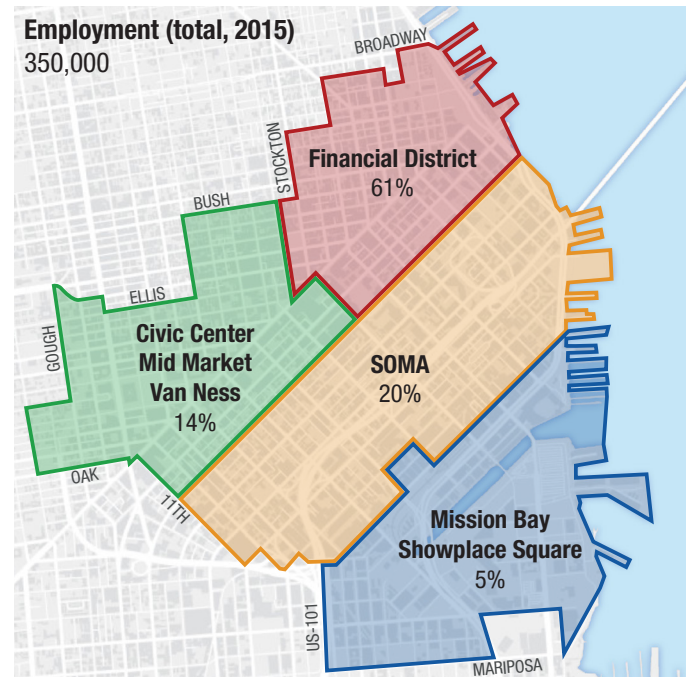 Employment (total, 2015)
350,000
BROADWAY
STOCKTON
Financial District
61%
BUSH
ELLIS
GOUGH
Civic Center
Mid Market
Van Ness
14%
SOMA
20%
OAK
11TH
Mission Bay
Showplace Square
5%
US-101
MARIPOSA